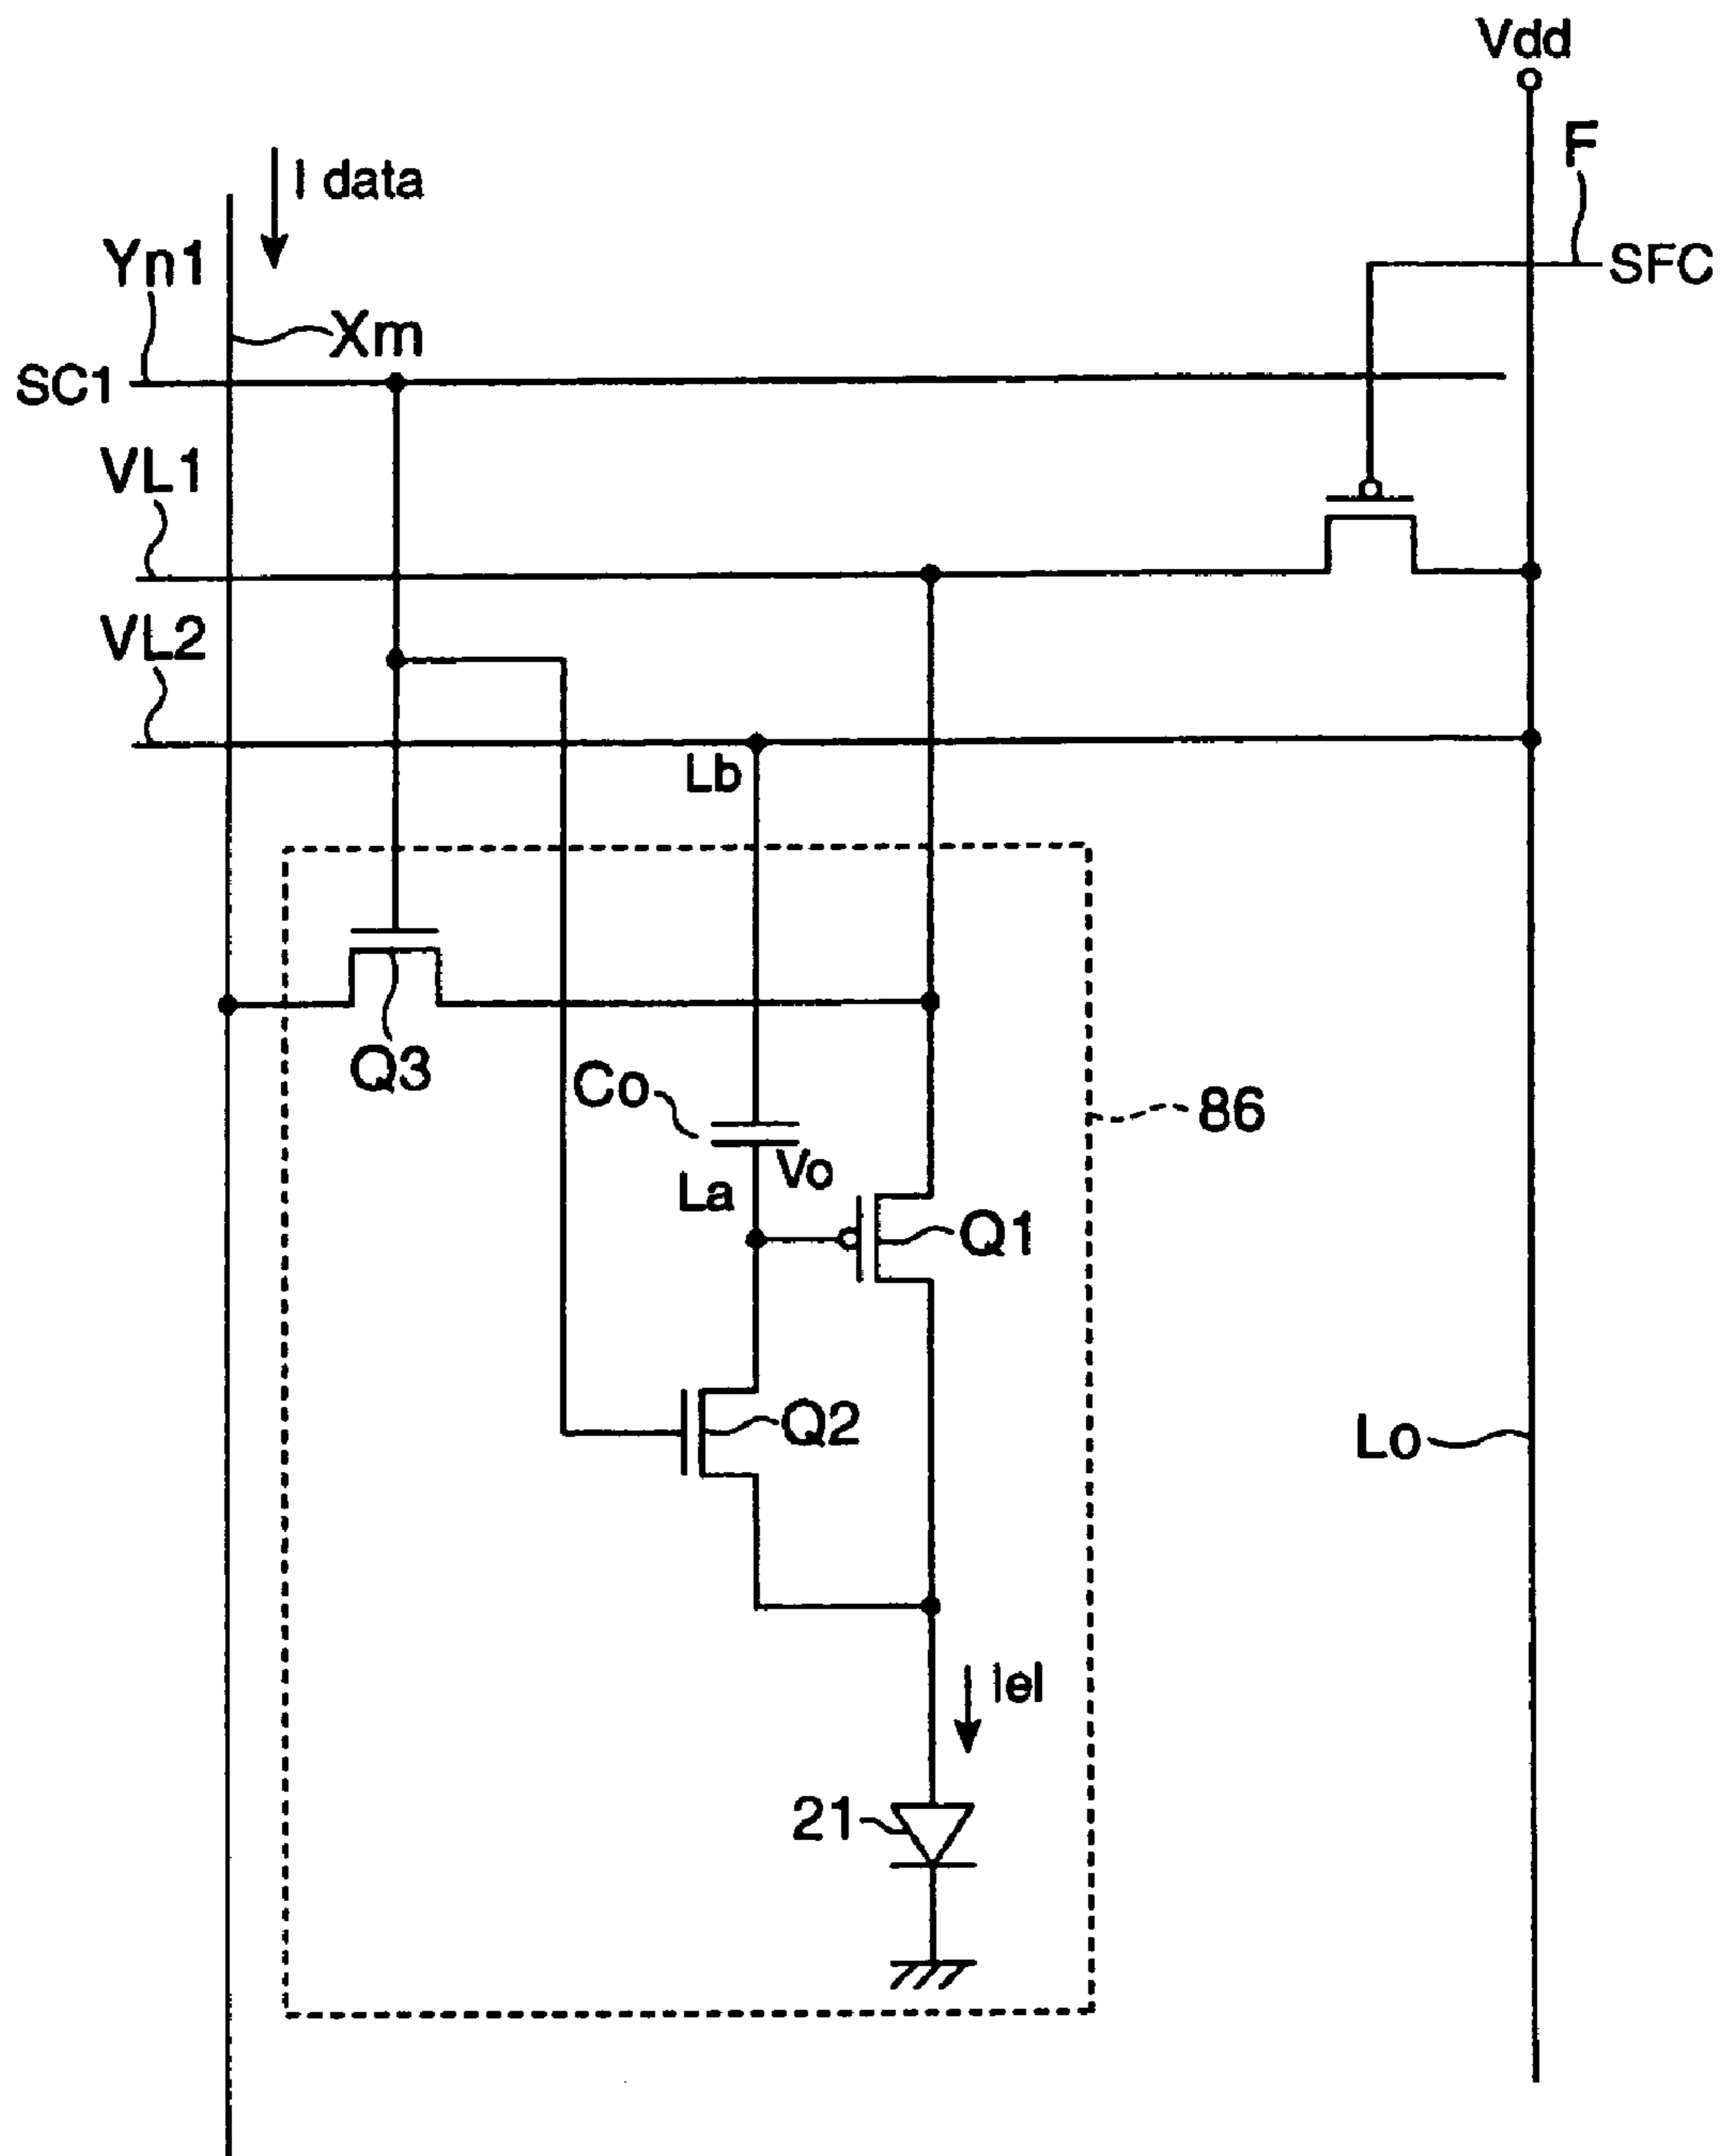 Vdd
F
I data
Yn1
SFC
Xm
SC1
VL1
VL2
Lb
Q3
Co
86
Vo
La
Q1
Q2
Lo
Iel
21